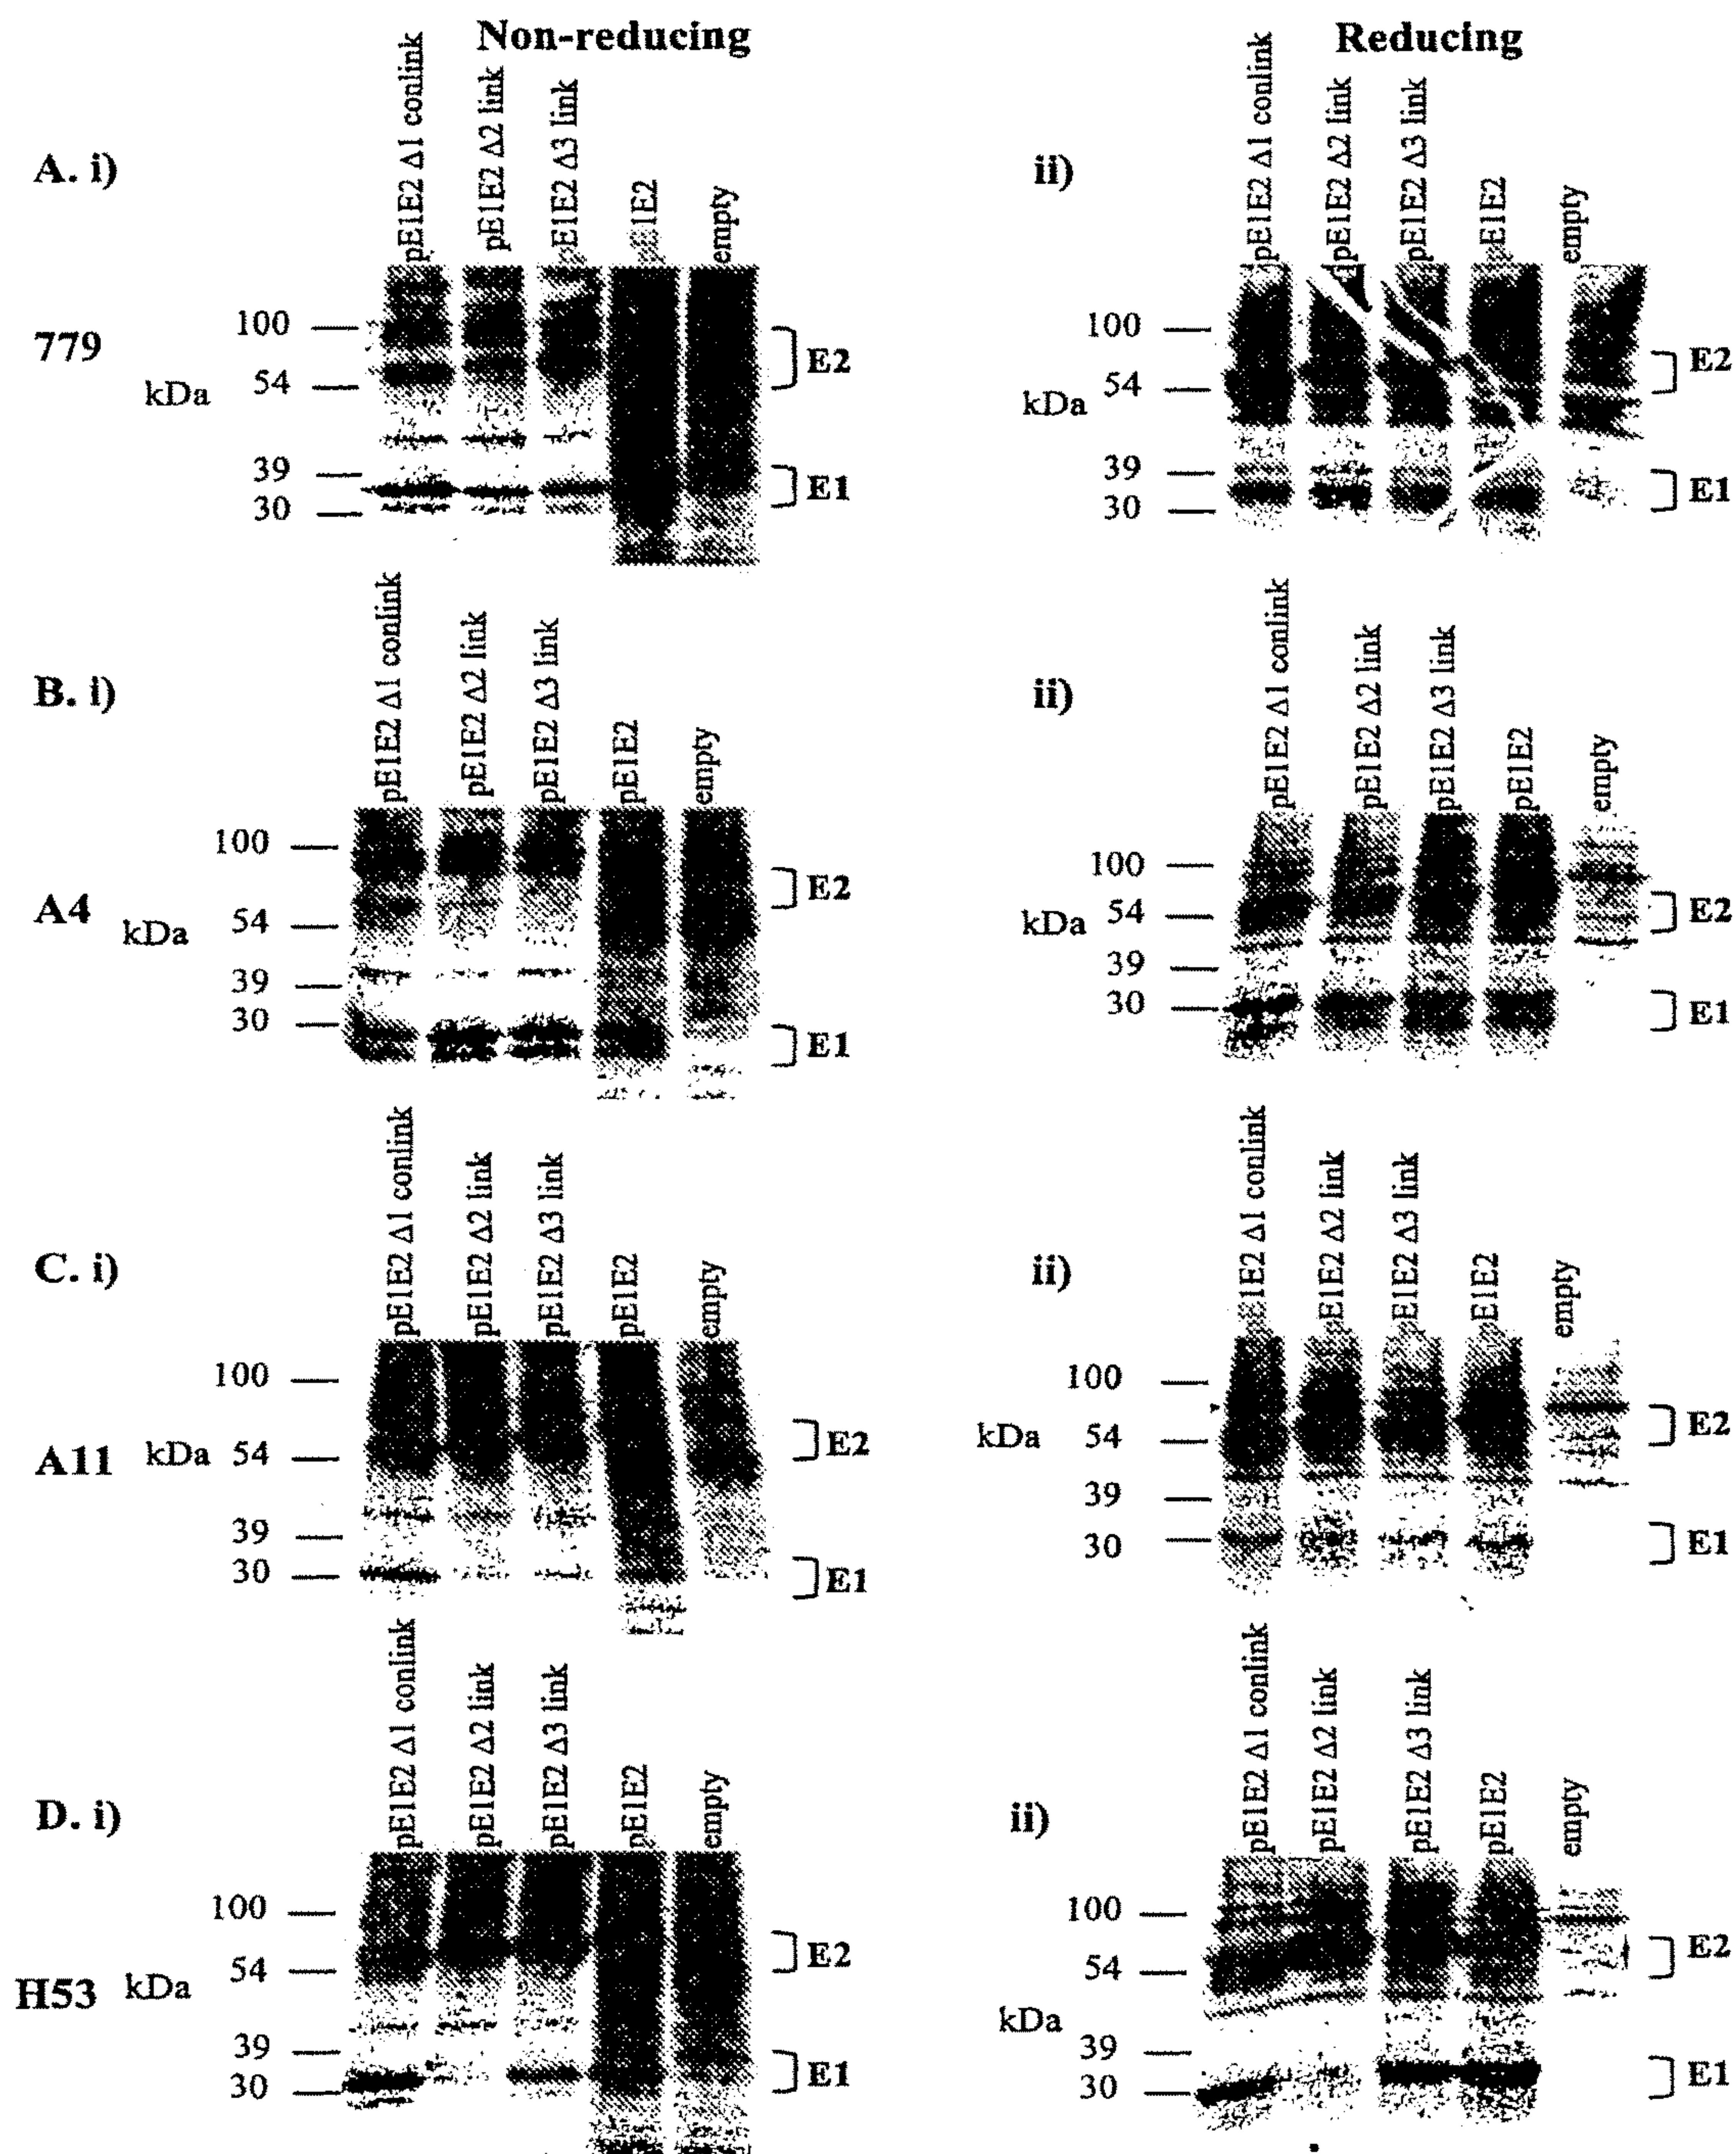 Non-reducing
Reducing
A. i)
pE1E2 Δ1 conlink
pE1E2 Δ2 link
pE1E2 Δ3 link
pE1E2
empty
ii)
pE1E2 Δ1 conlink
pE1E2 Δ2 link
pE1E2 Δ3 link
pE1E2
empty
779
kDa
100
54
39
30
E2
E1
kDa
100
54
39
30
E2
E1
B. i)
pE1E2 Δ1 conlink
pE1E2 Δ2 link
pE1E2 Δ3 link
pE1E2
empty
ii)
pE1E2 Δ1 conlink
pE1E2 Δ2 link
pE1E2 Δ3 link
pE1E2
empty
A4
kDa
100
54
39
30
E2
E1
kDa
100
54
39
30
E2
E1
C. i)
pE1E2 Δ1 conlink
pE1E2 Δ2 link
pE1E2 Δ3 link
pE1E2
empty
ii)
pE1E2 Δ1 conlink
pE1E2 Δ2 link
pE1E2 Δ3 link
pE1E2
empty
A11
kDa
100
54
39
30
E2
E1
kDa
100
54
39
30
E2
E1
D. i)
pE1E2 Δ1 conlink
pE1E2 Δ2 link
pE1E2 Δ3 link
pE1E2
empty
ii)
pE1E2 Δ1 conlink
pE1E2 Δ2 link
pE1E2 Δ3 link
pE1E2
empty
H53
kDa
100
54
39
30
E2
E1
kDa
100
54
39
30
E2
E1